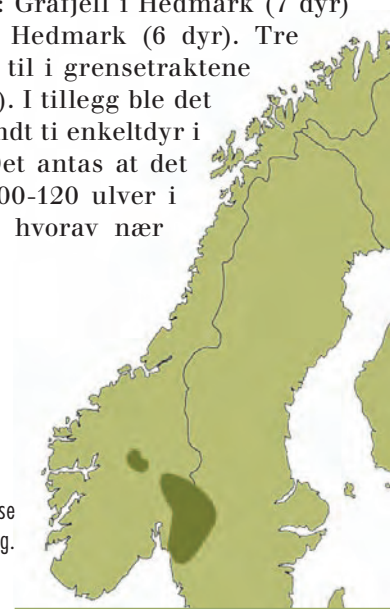 : Gråfjell i Hedmark (7 dyr)
Hedmark (6 dyr). Tre
til i grensetraktene
). I tillegg ble det
ndt ti enkeltdyr i
et antas at det
00-120 ulver i
hvorav nær
se
g.